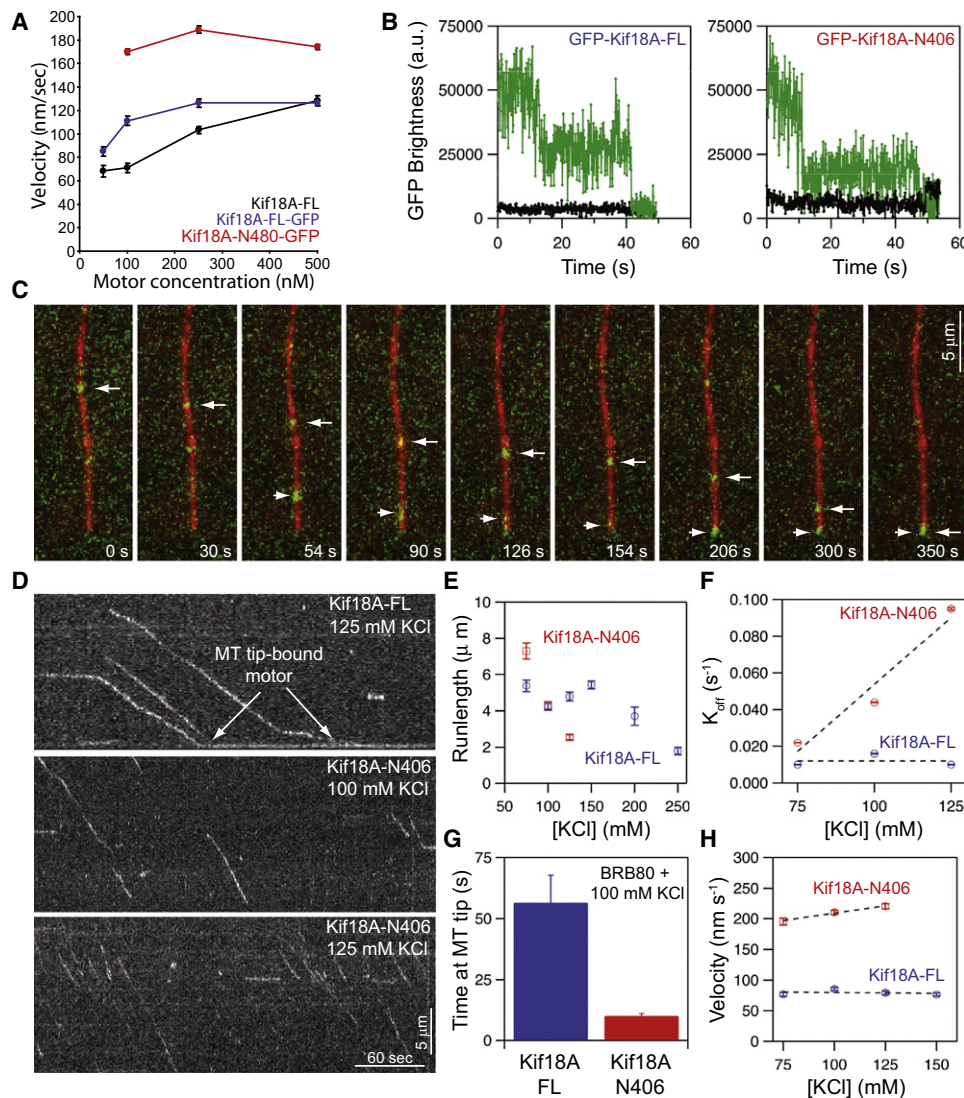 A
Velocity (nm/sec)
200
180
160
140
120
100
80
60
40
20
0
100
200
300
400
500
Motor concentration (nM)
Kif18A-FL
Kif18A-FL-GFP
Kif18A-N480-GFP
B
GFP Brightness (a.u.)
75000
50000
25000
0
GFP-Kif18A-FL
0
20
40
60
Time (s)
75000
50000
25000
0
GFP-Kif18A-N406
0
20
40
60
Time (s)
C
5 μm
0 s
30 s
54 s
90 s
126 s
154 s
206 s
300 s
350 s
D
Kif18A-FL
125 mM KCl
MT tip-bound
motor
Kif18A-N406
100 mM KCl
Kif18A-N406
125 mM KCl
5 μm
60 sec
E
Runlength (μ m)
10
8
6
4
2
0
Kif18A-N406
Kif18A-FL
50
100
150
200
250
[KCl] (mM)
F
Koff (s-1)
0.100
0.080
0.060
0.040
0.020
0.000
Kif18A-N406
Kif18A-FL
75
100
125
[KCl] (mM)
G
Time at MT tip (s)
75
50
25
0
BRB80 +
100 mM KCl
Kif18A
FL
Kif18A
N406
H
Velocity (nm s-1)
300
250
200
150
100
50
0
Kif18A-N406
Kif18A-FL
75
100
125
150
[KCl] (mM)